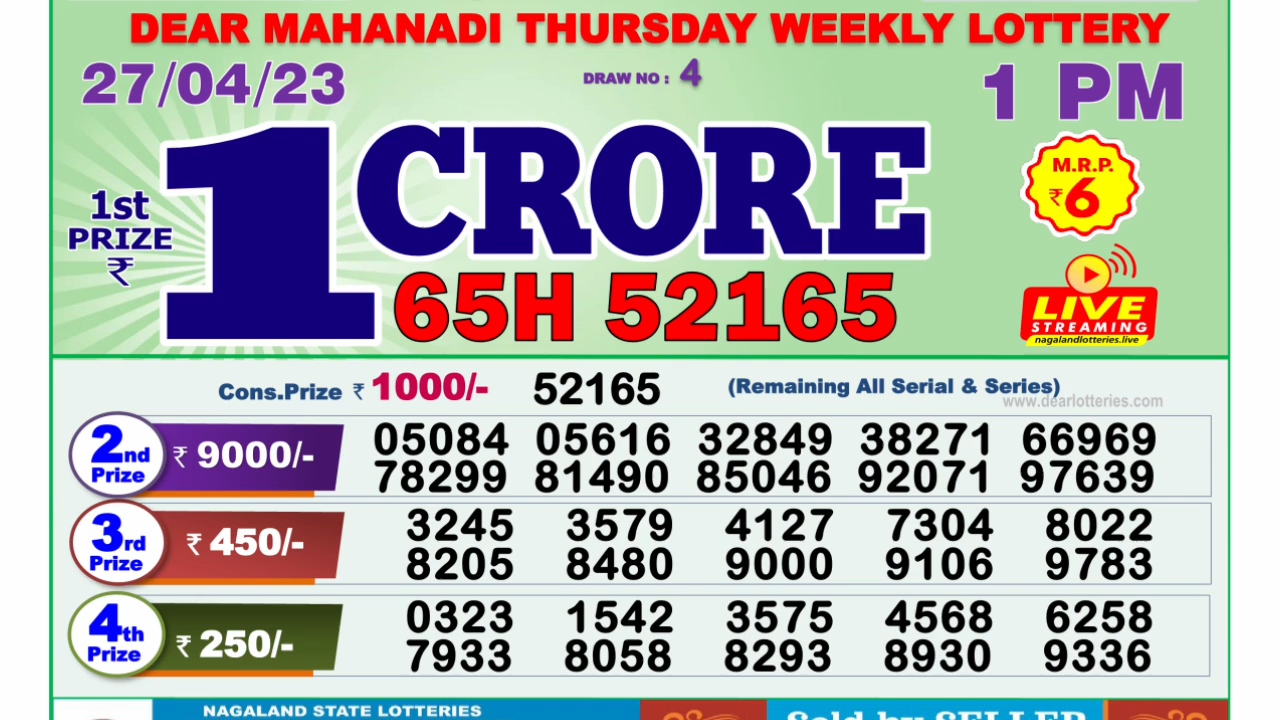 DEAR MAHANADI THURSDAY WEEKLY LOTTERY
27/04/23
DRAW NO : 4
1 PM
1st
PRIZE
₹
1 CRORE
65H 52165
M.R.P.
₹6
LIVE
STREAMING
nagalandlotteries.live
Cons.Prize ₹ 1000/- 52165 (Remaining All Serial & Series)
www.dearlotteries.com
2nd Prize ₹ 9000/-
05084 05616 32849 38271 66969
78299 81490 85046 92071 97639
3rd Prize ₹ 450/-
3245 3579 4127 7304 8022
8205 8480 9000 9106 9783
4th Prize ₹ 250/-
0323 1542 3575 4568 6258
7933 8058 8293 8930 9336
NAGALAND STATE LOTTERIES
Sold by SELLER